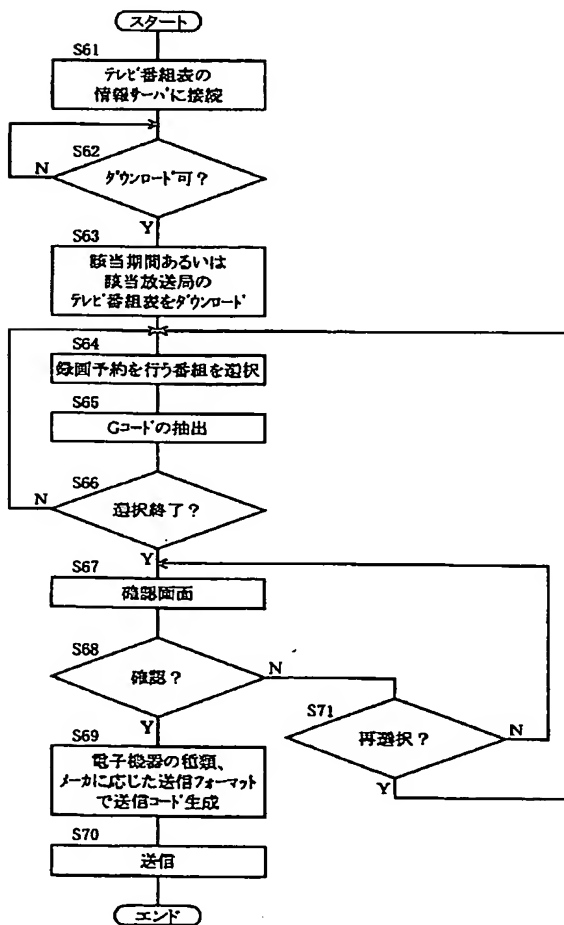 スタート
S61
テレビ番組表の
情報サーバに接続
S62
ダウンロード可？
N
Y
S63
該当期間あるいは
該当放送局の
テレビ番組表をダウンロード
S64
録画予約を行う番組を選択
S65
Gコードの抽出
S66
選択終了？
N
Y
S67
確認画面
S68
確認？
N
Y
S71
再選択？
N
Y
S69
電子機器の種類、
メーカに応じた送信フォーマット
で送信コード生成
S70
送信
エンド